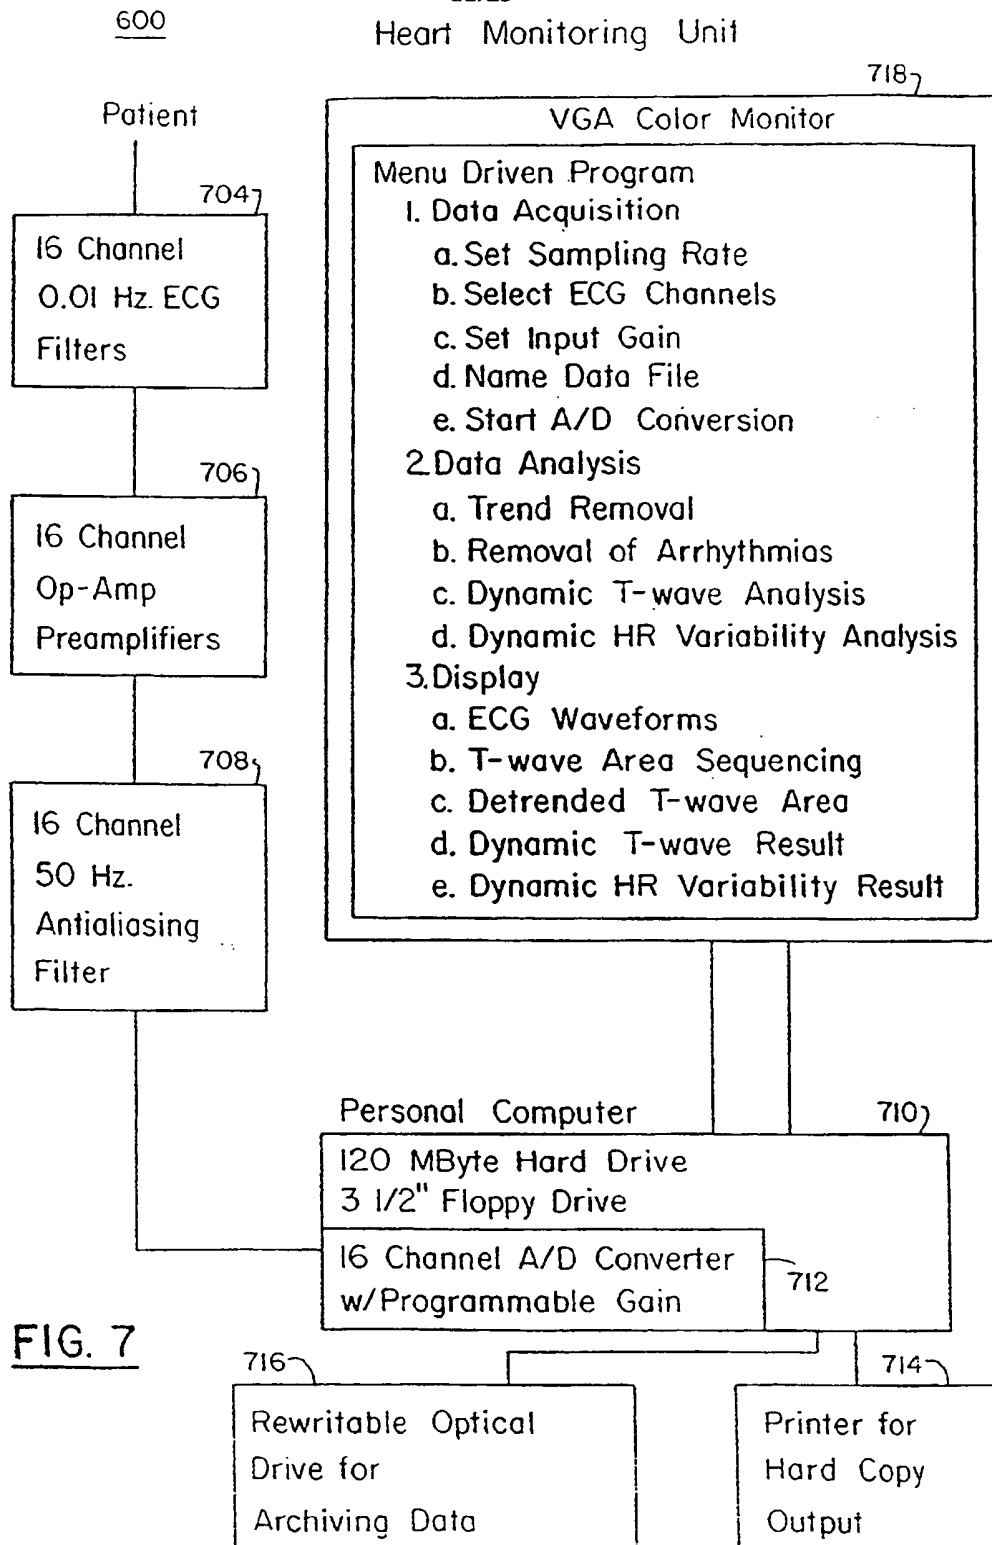 600
Heart Monitoring Unit
718
Patient
VGA Color Monitor
Menu Driven Program
1. Data Acquisition
a. Set Sampling Rate
b. Select ECG Channels
c. Set Input Gain
d. Name Data File
e. Start A/D Conversion
2. Data Analysis
a. Trend Removal
b. Removal of Arrhythmias
c. Dynamic T-wave Analysis
d. Dynamic HR Variability Analysis
3. Display
a. ECG Waveforms
b. T-wave Area Sequencing
c. Detrended T-wave Area
d. Dynamic T-wave Result
e. Dynamic HR Variability Result
704
16 Channel
0.01 Hz. ECG
Filters
706
16 Channel
Op-Amp
Preamplifiers
708
16 Channel
50 Hz.
Antialiasing
Filter
Personal Computer
710
120 MByte Hard Drive
3 1/2" Floppy Drive
16 Channel A/D Converter
w/Programmable Gain
712
FIG. 7
716
Rewritable Optical
Drive for
Archiving Data
714
Printer for
Hard Copy
Output